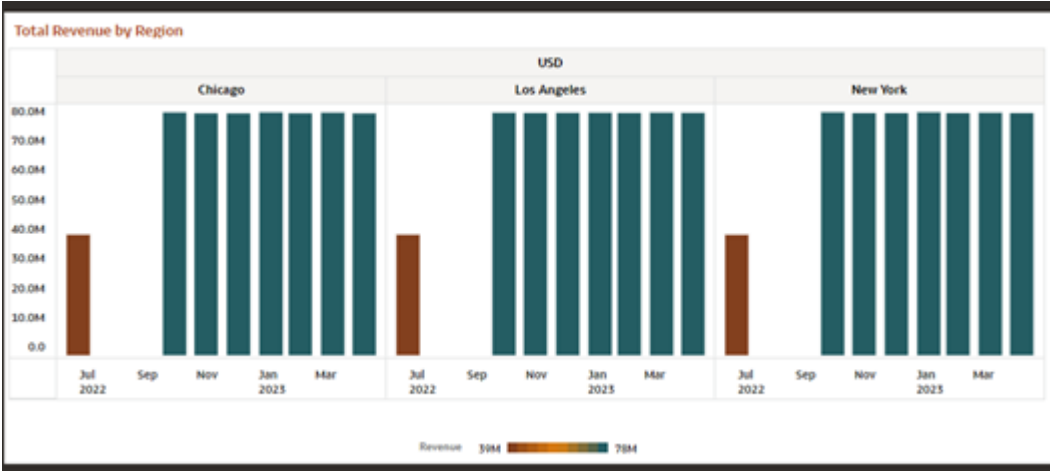 Total Revenue by Region
USD
Chicago Los Angeles New York
80.0M
70.0M
60.0M
50.0M
40.0M
30.0M
20.0M
10.0M
0.0
Jul Sep Nov Jan Mar Jul Sep Nov Jan Mar Jul Sep Nov Jan Mar
2022 2023 2022 2023 2022 2023
Revenue 39M 78M